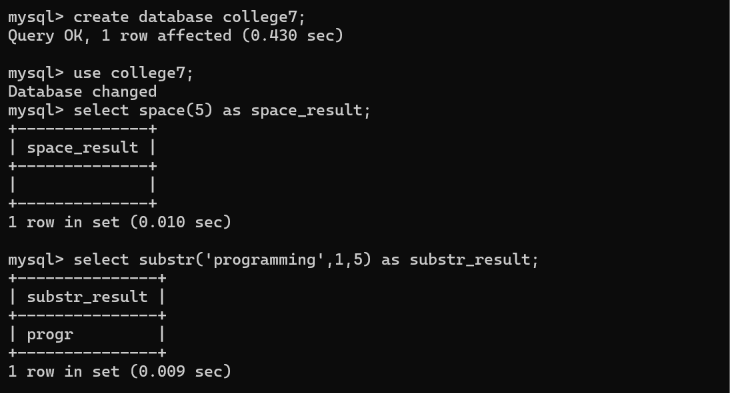 mysql> create database college7;
Query OK, 1 row affected (0.430 sec)
mysql> use college7;
Database changed
mysql> select space(5) as space_result;
+--------------+
| space_result |
+--------------+
|              |
+--------------+
1 row in set (0.010 sec)
mysql> select substr('programming',1,5) as substr_result;
+---------------+
| substr_result |
+---------------+
| progr         |
+---------------+
1 row in set (0.009 sec)